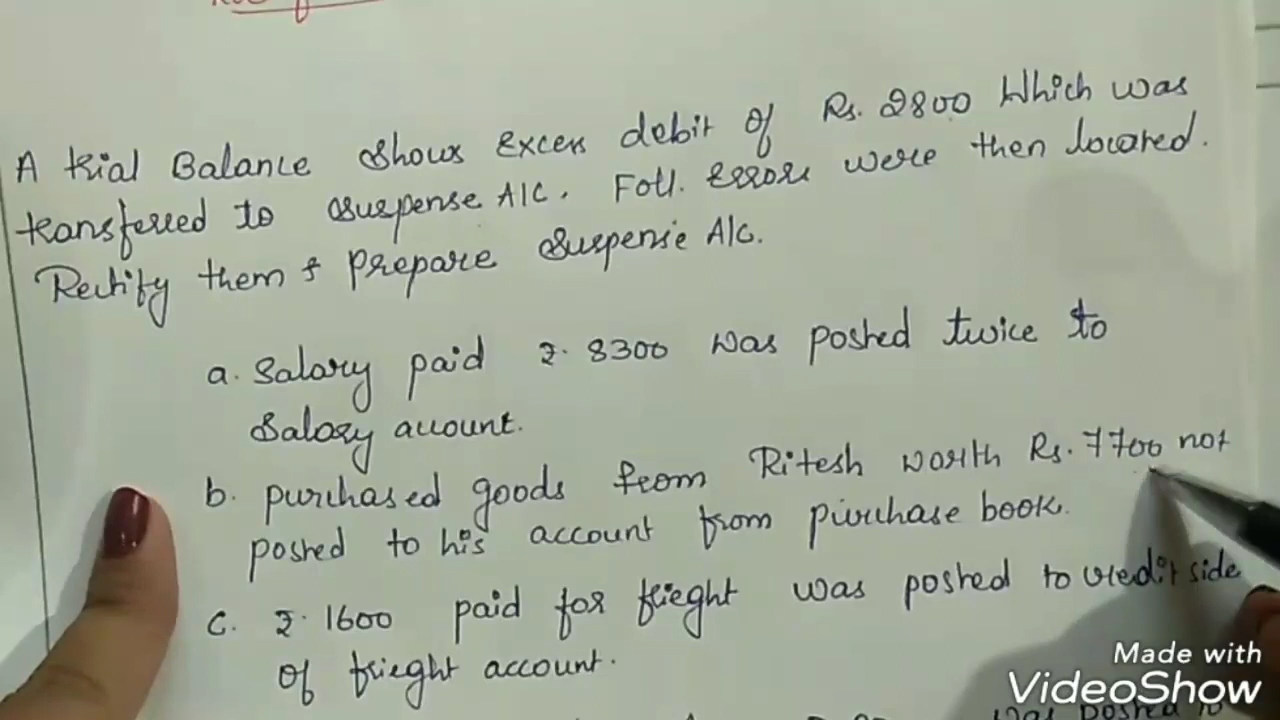 A trial Balance Shows Excess debit of Rs. 2800 Which was
transferred to Suspense A/C. Foll. Errors were then located.
Rectify them & Prepare Suspense A/C.
a. Salary paid ₹. 8300 was posted twice to
Salary account.
b. purchased goods from Ritesh worth Rs. 7700 not
posted to his account from purchase book.
c. ₹. 1600 paid for frieght was posted to credit side
of frieght account.
was posted to
Made with
VideoShow